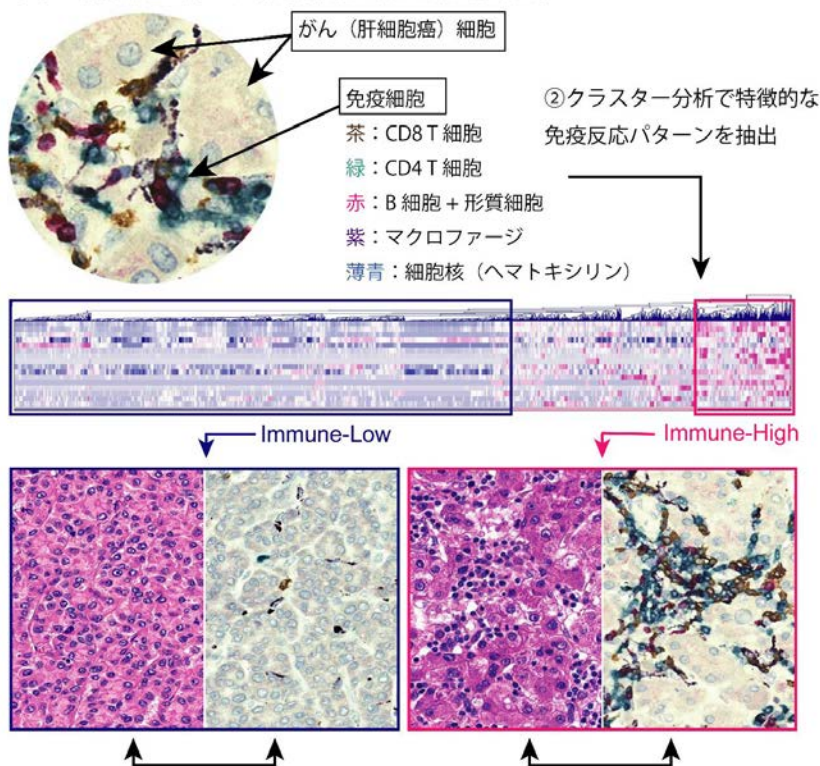 がん（肝細胞癌）細胞
免疫細胞
茶：CD8 T 細胞
緑：CD4 T 細胞
赤：B 細胞 + 形質細胞
紫：マクロファージ
薄青：細胞核（ヘマトキシリン）
②クラスター分析で特徴的な
免疫反応パターンを抽出
Immune-Low
Immune-High